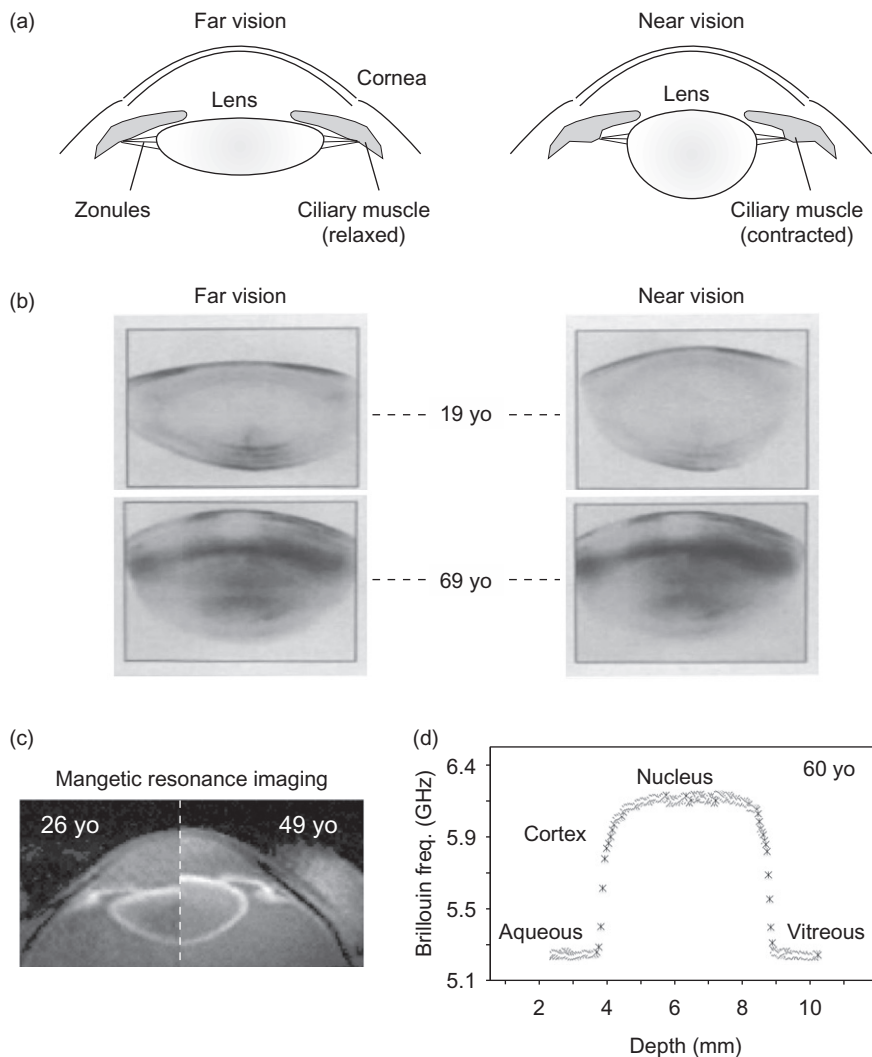 (a)
Far vision
Near vision
Cornea
Lens
Lens
Zonules
Ciliary muscle
(relaxed)
Ciliary muscle
(contracted)
(b)
Far vision
Near vision
19 yo
69 yo
(c)
Mangetic resonance imaging
26 yo
49 yo
(d)
Brillouin freq. (GHz)
6.4
5.9
5.5
5.1
Nucleus
60 yo
Cortex
Aqueous
Vitreous
2
4
6
8
10
Depth (mm)